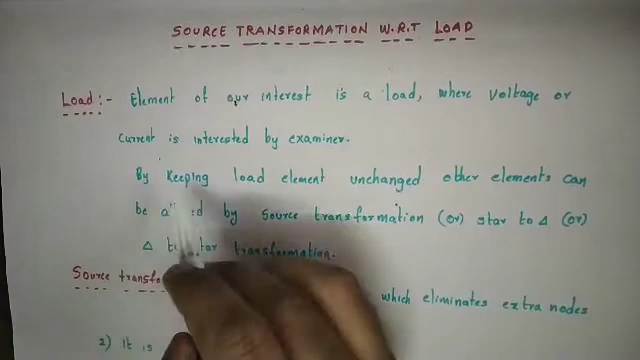 SOURCE TRANSFORMATION W.R.T LOAD
Load:- Element of our interest is a load, where voltage or
current is interested by examiner.
By Keeping load element unchanged other elements can
be by source transformation (or) star to Δ (or)
Δ transformation.
Source
which eliminates extra nodes
2) It is